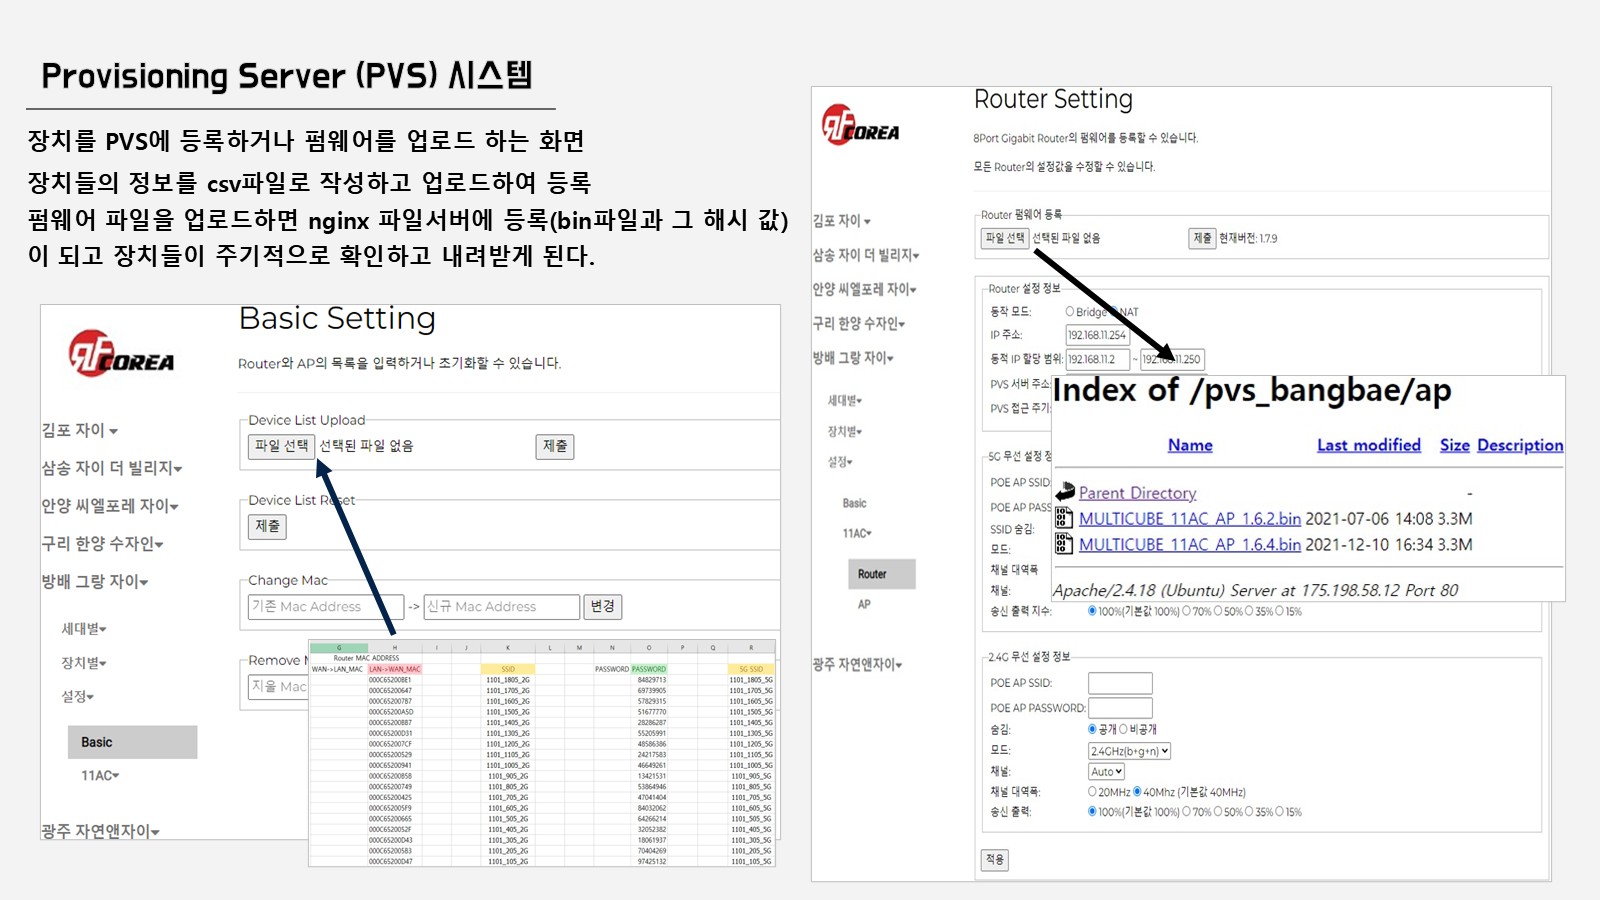 Provisioning Server (PVS) 시스템
장치를 PVS에 등록하거나 펌웨어를 업로드 하는 화면
장치들의 정보를 csv파일로 작성하고 업로드하여 등록
펌웨어 파일을 업로드하면 nginx 파일서버에 등록(bin파일과 그 해시 값)
이 되고 장치들이 주기적으로 확인하고 내려받게 된다.
RFCOREA
Basic Setting
Router와 AP의 목록을 입력하거나 초기화할 수 있습니다.
김포 자이
삼송 자이 더 빌리지
안양 씨엘포레 자이
구리 한양 수자인
방배 그랑 자이
세대별
장치별
설정
Basic
11AC
광주 자연앤자이
Device List Upload
파일 선택 선택된 파일 없음 제출
Device List Reset
제출
Change Mac
기존 Mac Address -> 신규 Mac Address 변경
Remove M
지울 Mac
G H I J K L M N O P Q R
Router MAC ADDRESS
WAN->LAN_MAC LAN->WAN_MAC SSID PASSWORD PASSWORD 5G SSID
000C65200BE1 1101_1805_2G 84829713 1101_1805_5G
000C65200647 1101_1705_2G 69739905 1101_1705_5G
000C65200787 1101_1605_2G 57829315 1101_1605_5G
000C65200A5D 1101_1505_2G 51677770 1101_1505_5G
000C65200887 1101_1405_2G 28286287 1101_1405_5G
000C65200D31 1101_1305_2G 55205991 1101_1305_5G
000C652007CF 1101_1205_2G 48586386 1101_1205_5G
000C65200529 1101_1105_2G 24217583 1101_1105_5G
000C65200941 1101_1005_2G 46649261 1101_1005_5G
000C65200858 1101_905_2G 13421531 1101_905_5G
000C65200749 1101_805_2G 53864946 1101_805_5G
000C65200425 1101_705_2G 47041404 1101_705_5G
000C652005F9 1101_605_2G 84032062 1101_605_5G
000C65200665 1101_505_2G 64266214 1101_505_5G
000C6520052F 1101_405_2G 32052382 1101_405_5G
000C65200D43 1101_305_2G 18061937 1101_305_5G
000C65200583 1101_205_2G 70404269 1101_205_5G
000C65200D47 1101_105_2G 97425132 1101_105_5G
RFCOREA
Router Setting
8Port Gigabit Router의 펌웨어를 등록할 수 있습니다.
모든 Router의 설정값을 수정할 수 있습니다.
김포 자이
삼송 자이 더 빌리지
안양 씨엘포레 자이
구리 한양 수자인
방배 그랑 자이
세대별
장치별
설정
Basic
11AC
Router
AP
광주 자연앤자이
Router 펌웨어 등록
파일 선택 선택된 파일 없음 제출 현재버전: 1.7.9
Router 설정 정보
동작 모드: Bridge NAT
IP 주소: 192.168.11.254
동적 IP 할당 범위: 192.168.11.2 ~ 192.168.11.250
PVS 서버 주소:
PVS 접근 주기:
5G 무선 설정 정
POE AP SSID:
POE AP PASS
SSID 숨김:
모드:
채널 대역폭
채널:
송신 출력 지수: 100%(기본값 100%) 70% 50% 35% 15%
Index of /pvs_bangbae/ap
Name Last modified Size Description
Parent Directory -
MULTICUBE_11AC_AP_1.6.2.bin 2021-07-06 14:08 3.3M
MULTICUBE_11AC_AP_1.6.4.bin 2021-12-10 16:34 3.3M
Apache/2.4.18 (Ubuntu) Server at 175.198.58.12 Port 80
2.4G 무선 설정 정보
POE AP SSID:
POE AP PASSWORD:
숨김: 공개 비공개
모드: 2.4GHz(b+g+n)
채널: Auto
채널 대역폭: 20MHz 40Mhz (기본값 40MHz)
송신 출력: 100%(기본값 100%) 70% 50% 35% 15%
적용